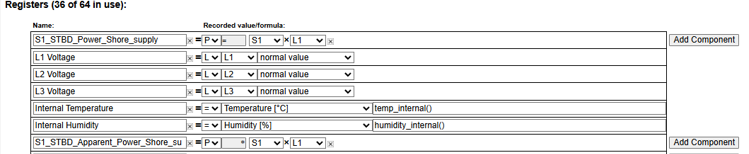 Registers (36 of 64 in use):
Name: Recorded value/formula:
S1_STBD_Power_Shore_supply × = P = S1 × L1 × Add Component
L1 Voltage × = L L1 normal value
L2 Voltage × = L L2 normal value
L3 Voltage × = L L3 normal value
Internal Temperature × = = Temperature [°C] temp_internal()
Internal Humidity × = = Humidity [%] humidity_internal()
S1_STBD_Apparent_Power_Shore_su × = P * S1 × L1 × Add Component